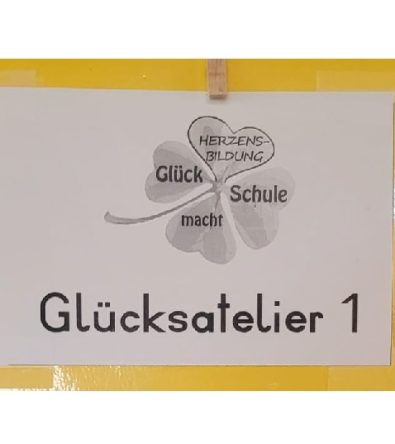 HERZENS-
BILDUNG
Glück
Schule
macht
Glücksatelier 1